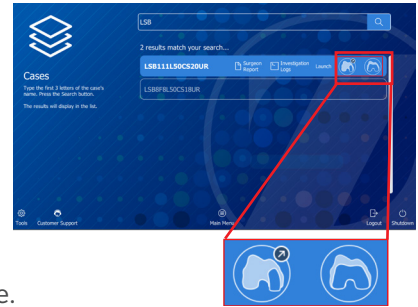 LSB
2 results match your search...
LSB111L50CS20UR
Surgeon Report
Investigation Logs
Launch
LSB8F8L50CS18UR
Cases
Type the first 3 letters of the case's
name. Press the Search button.
The results will display in the list.
Tools
Customer Support
Main Menu
Logout
Shutdown
e.